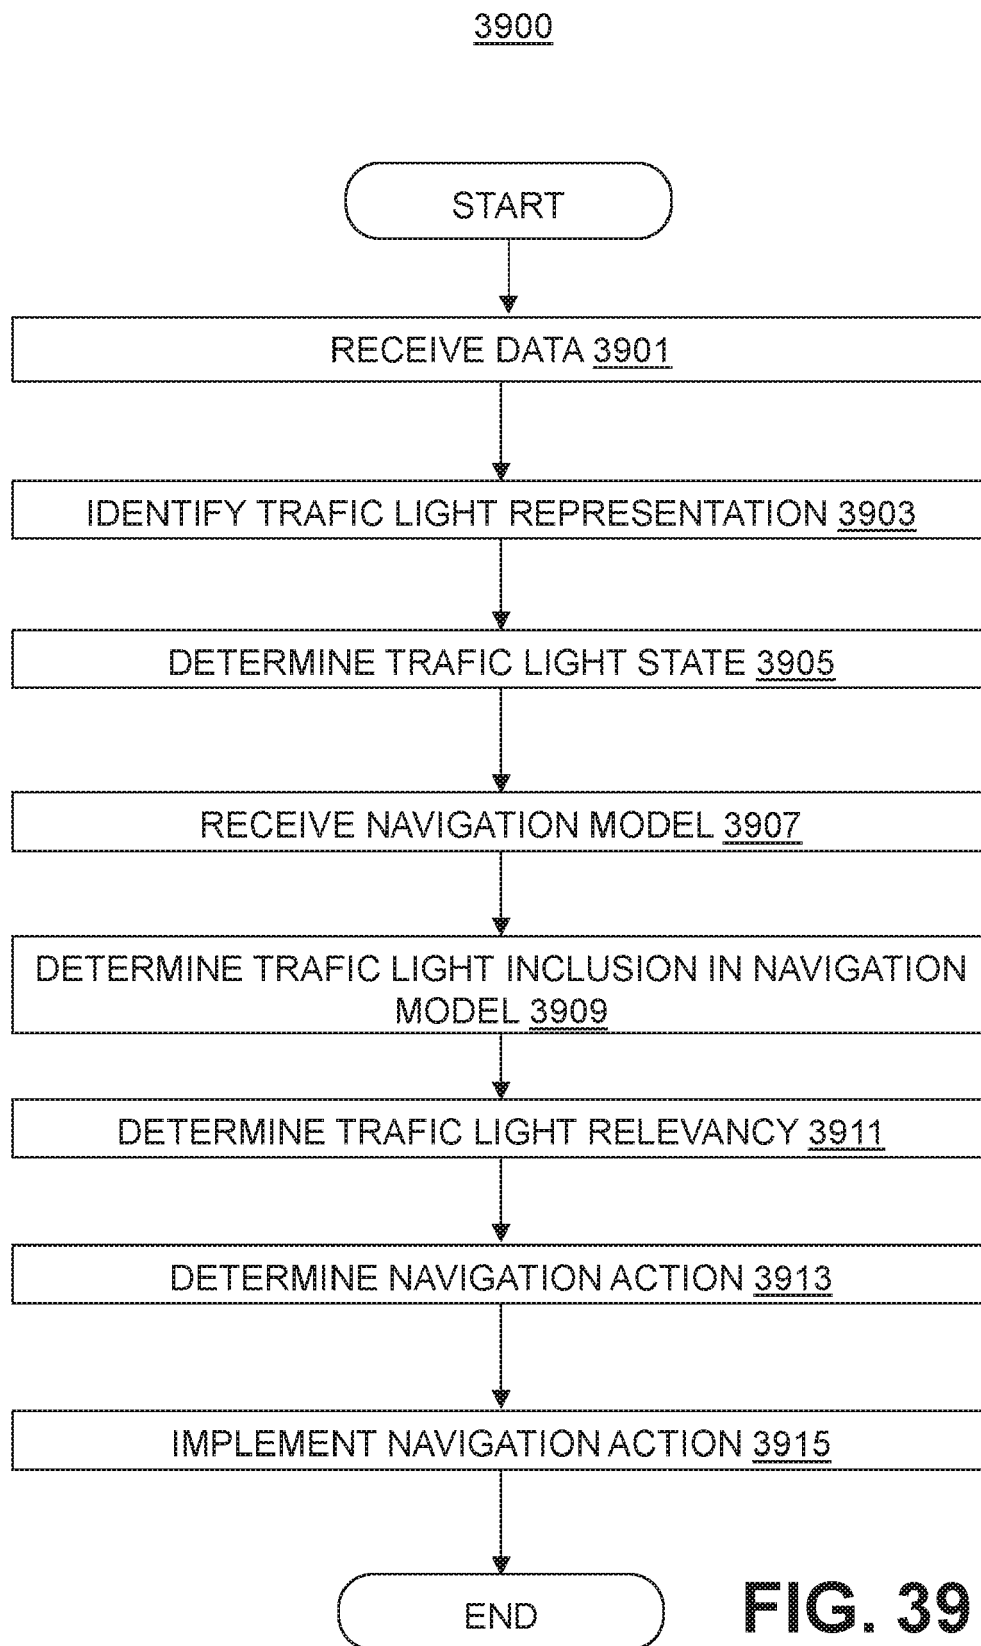 3900
START
RECEIVE DATA 3901
IDENTIFY TRAFIC LIGHT REPRESENTATION 3903
DETERMINE TRAFIC LIGHT STATE 3905
RECEIVE NAVIGATION MODEL 3907
DETERMINE TRAFIC LIGHT INCLUSION IN NAVIGATION
MODEL 3909
DETERMINE TRAFIC LIGHT RELEVANCY 3911
DETERMINE NAVIGATION ACTION 3913
IMPLEMENT NAVIGATION ACTION 3915
END
FIG. 39